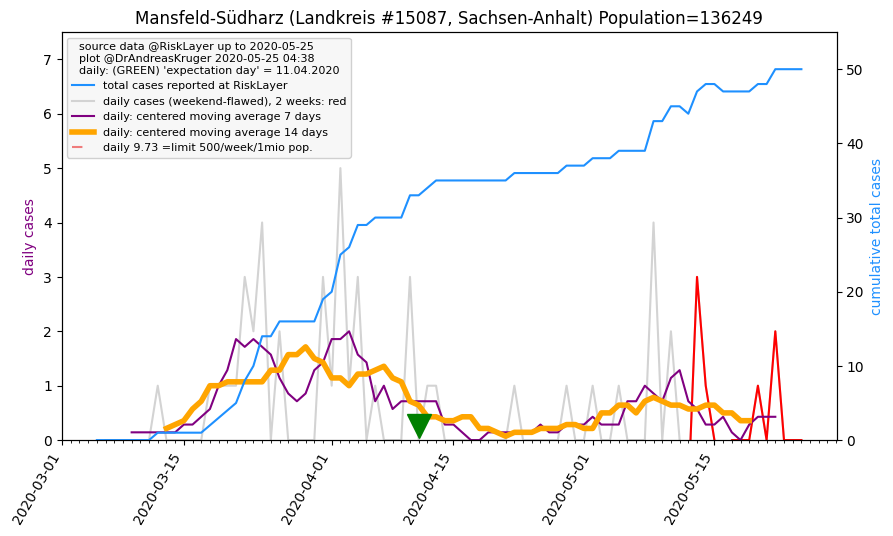 Mansfeld-Südharz (Landkreis #15087, Sachsen-Anhalt) Population=136249
source data @RiskLayer up to 2020-05-25
plot @DrAndreasKruger 2020-05-25 04:38
daily: (GREEN) 'expectation day' = 11.04.2020
total cases reported at RiskLayer
daily cases (weekend-flawed), 2 weeks: red
daily: centered moving average 7 days
daily: centered moving average 14 days
daily 9.73 =limit 500/week/1mio pop.
daily cases
7
6
5
4
3
2
1
0
cumulative total cases
50
40
30
20
10
0
2020-03-01
2020-03-15
2020-04-01
2020-04-15
2020-05-01
2020-05-15